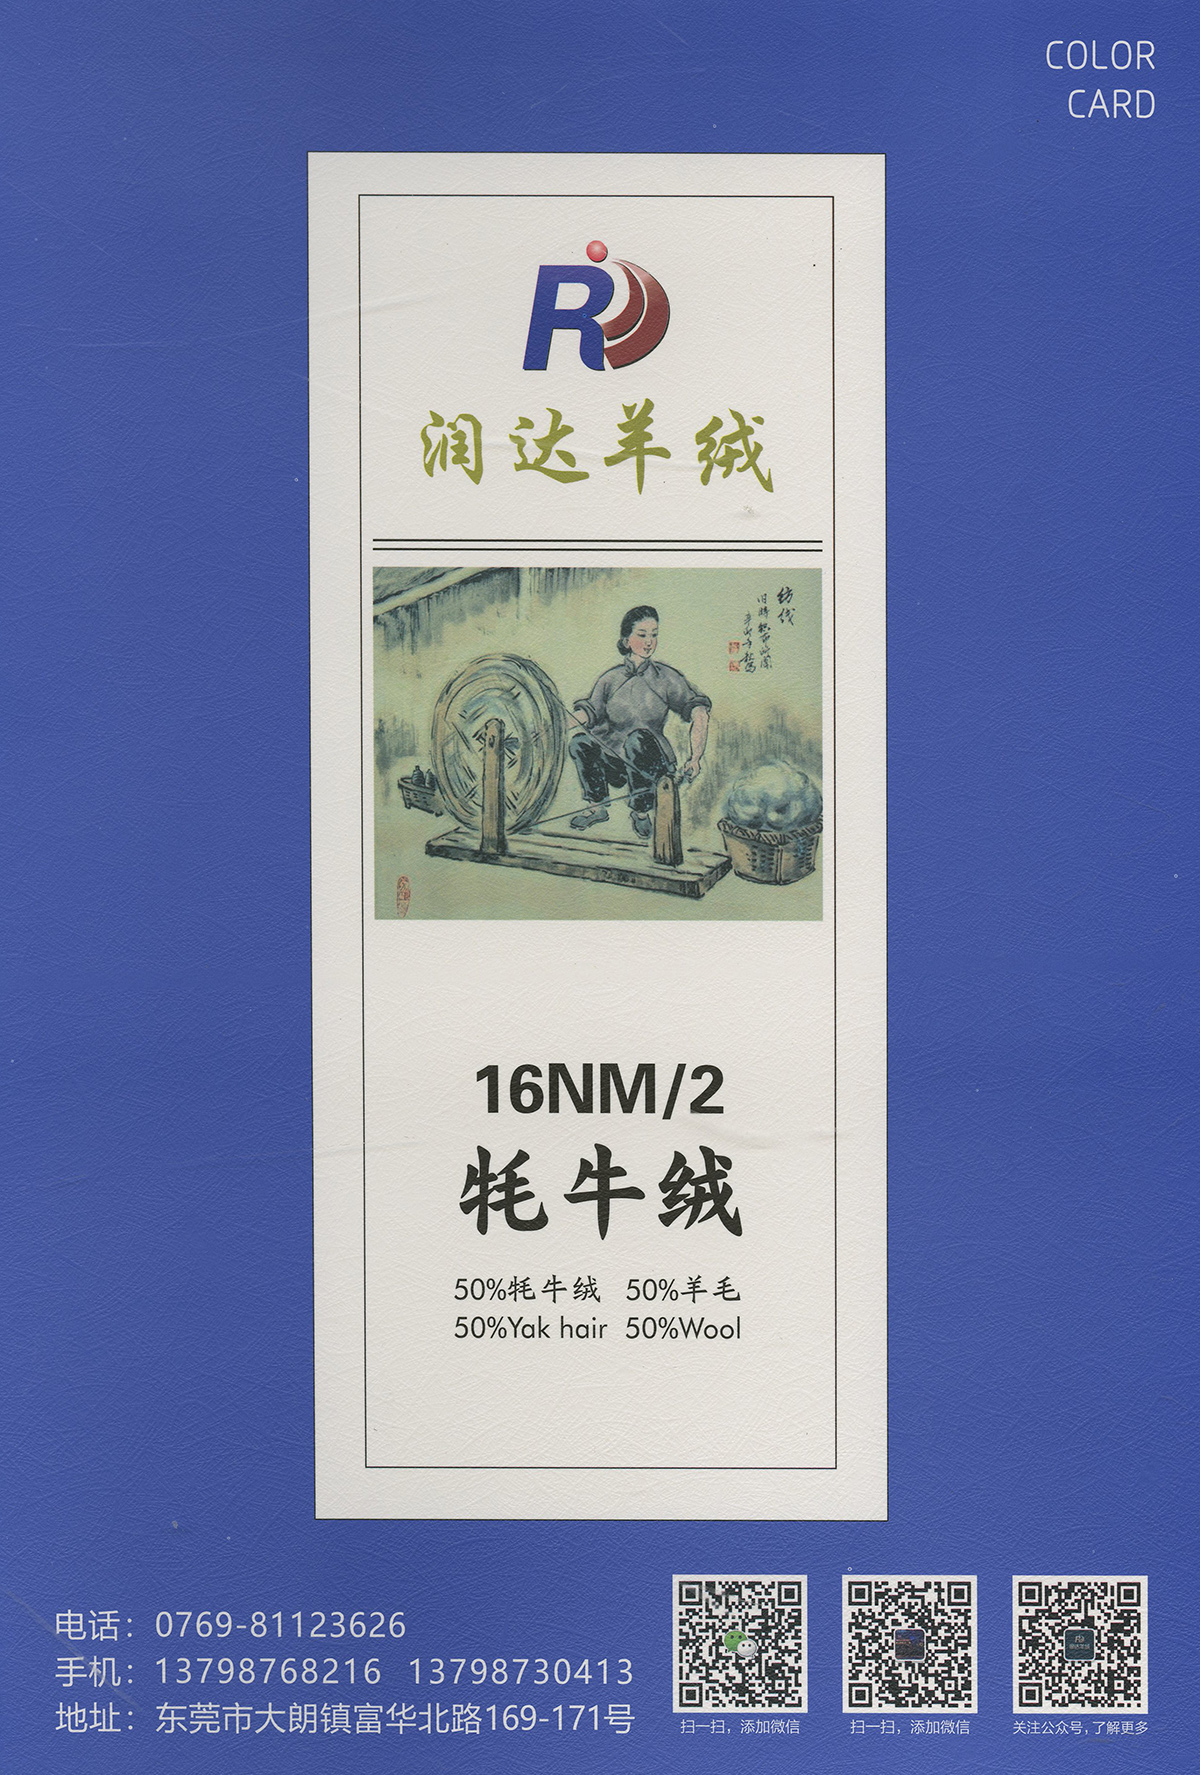 COLOR
CARD
R
润达羊绒
纺线
16NM/2
牦牛绒
50%牦牛绒 50%羊毛
50%Yak hair 50%Wool
电话：0769-81123626
手机：13798768216 13798730413
地址：东莞市大朗镇富华北路169-171号
扫一扫，添加微信
扫一扫，添加微信
关注公众号，了解更多